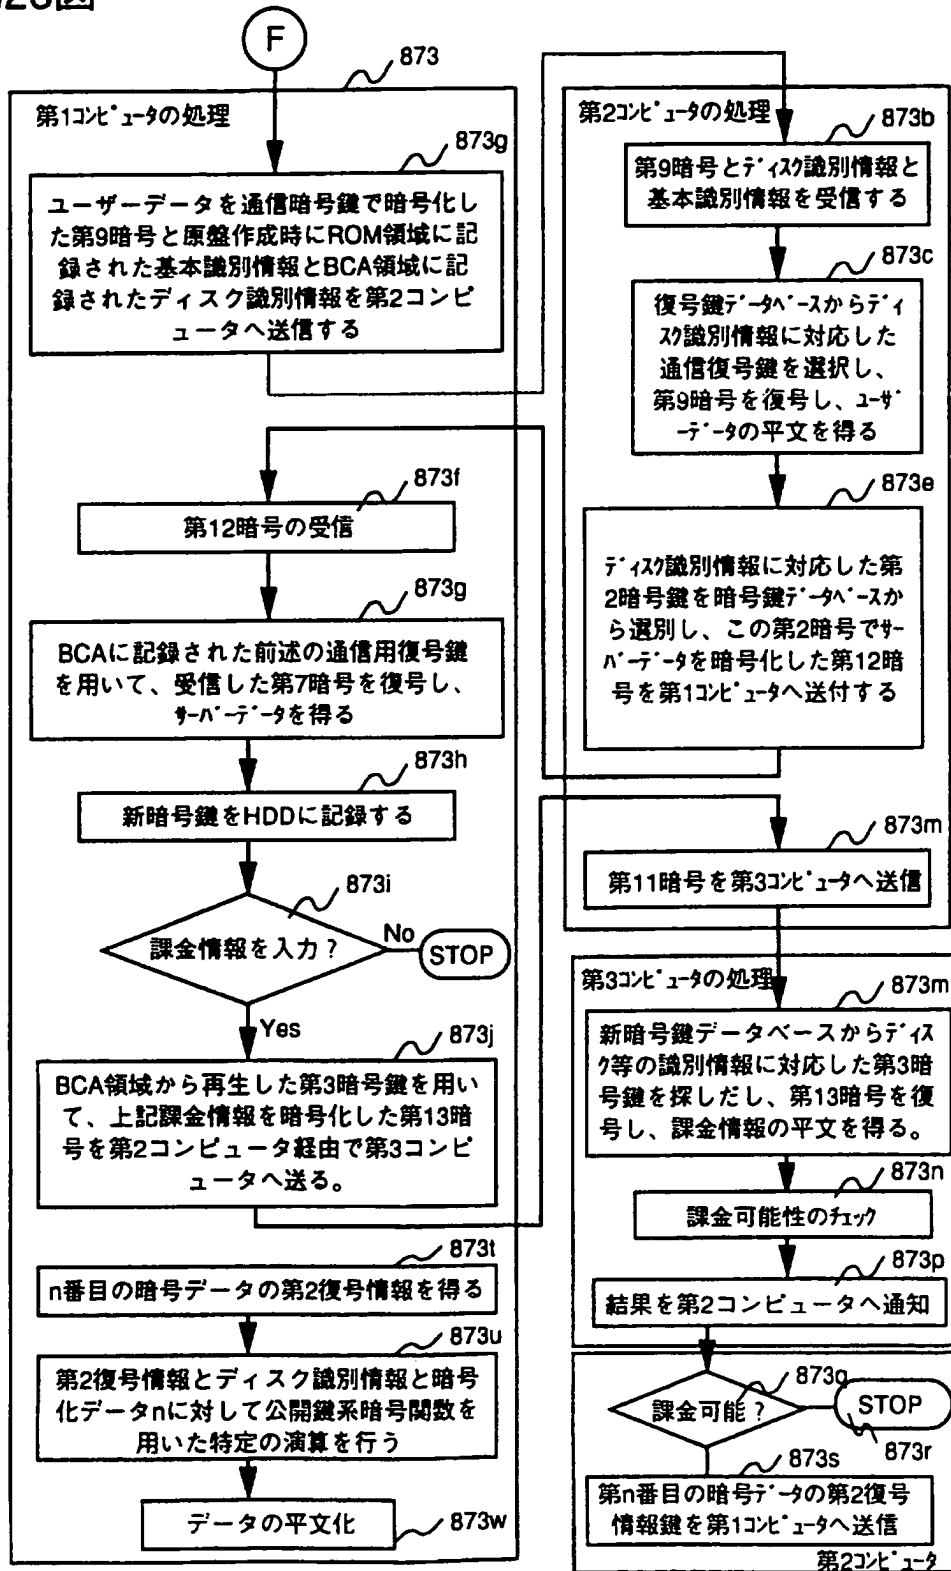 F
873
第1コンピュータの処理
873g
ユーザーデータを通信暗号鍵で暗号化し
た第9暗号と原盤作成時にROM領域に記
録された基本識別情報とBCA領域に記
録されたディスク識別情報を第2コンピ
ュータへ送信する
873f
第12暗号の受信
873g
BCAに記録された前述の通信用復号鍵
を用いて、受信した第7暗号を復号し、
サーバーデータを得る
873h
新暗号鍵をHDDに記録する
873i
課金情報を入力？
No
STOP
Yes
873j
BCA領域から再生した第3暗号鍵を用い
て、上記課金情報を暗号化した第13暗
号を第2コンピュータ経由で第3コンピ
ュータへ送る。
873t
n番目の暗号データの第2復号情報を得る
873u
第2復号情報とディスク識別情報と暗号
化データnに対して公開鍵系暗号関数を
用いた特定の演算を行う
データの平文化
873w
第2コンピュータの処理
873b
第9暗号とディスク識別情報と
基本識別情報を受信する
873c
復号鍵データベースからディ
スク識別情報に対応した
通信復号鍵を選択し、
第9暗号を復号し、ユーザ
ーデータの平文を得る
873e
ディスク識別情報に対応した第
2暗号鍵を暗号鍵データベースか
ら選別し、この第2暗号でサー
バーデータを暗号化した第12暗
号を第1コンピュータへ送付する
873m
第11暗号を第3コンピュータへ送信
第3コンピュータの処理
873m
新暗号鍵データベースからディス
ク等の識別情報に対応した第3暗
号鍵を探しだし、第13暗号を復
号し、課金情報の平文を得る。
873n
課金可能性のチェック
873p
結果を第2コンピュータへ通知
873q
課金可能？
STOP
873r
873s
第n番目の暗号データの第2復号
情報鍵を第1コンピュータへ送信
第2コンピュータ